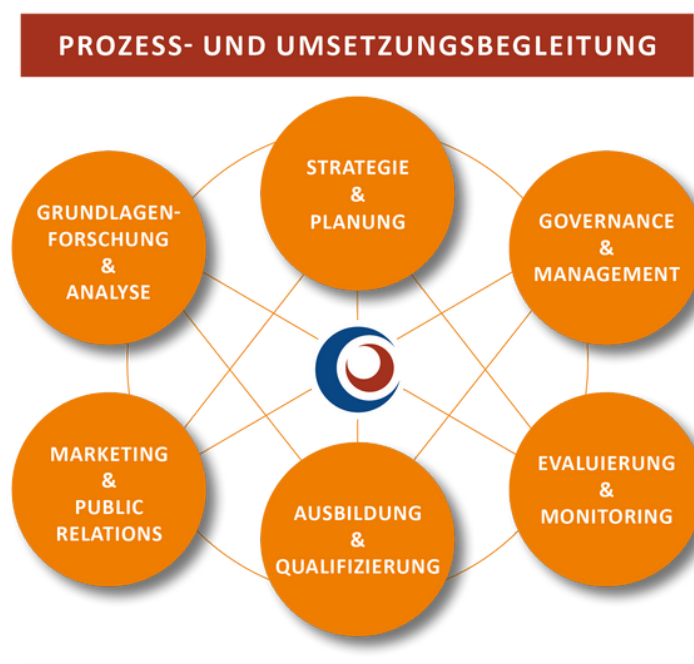 PROZESS- UND UMSETZUNGSBEGLEITUNG
STRATEGIE
&
PLANUNG
GRUNDLAGEN-
FORSCHUNG
&
ANALYSE
GOVERNANCE
&
MANAGEMENT
MARKETING
&
PUBLIC
RELATIONS
AUSBILDUNG
&
QUALIFIZIERUNG
EVALUIERUNG
&
MONITORING